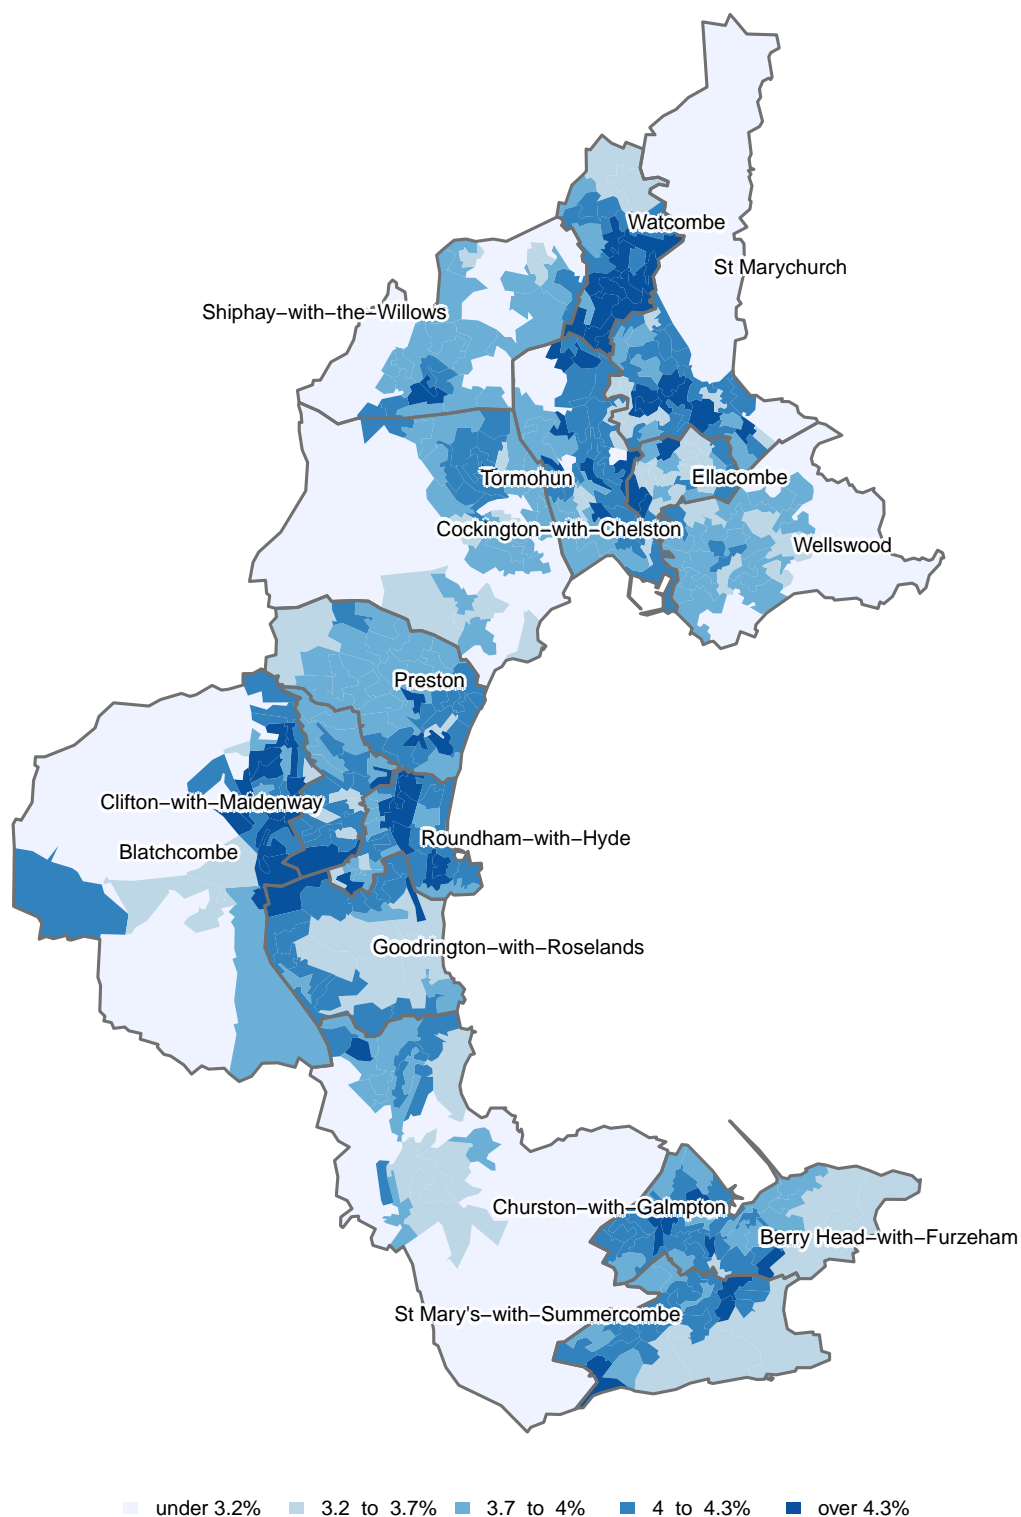 Watcombe
St Marychurch
Shiphay−with−the−Willows
Tormohun
Ellacombe
Cockington−with−Chelston
Wellswood
Preston
Clifton−with−Maidenway
Roundham−with−Hyde
Blatchcombe
Goodrington−with−Roselands
Churston−with−Galmpton
Berry Head−with−Furzeham
St Mary's−with−Summercombe
under 3.2% 3.2 to 3.7% 3.7 to 4% 4 to 4.3% over 4.3%